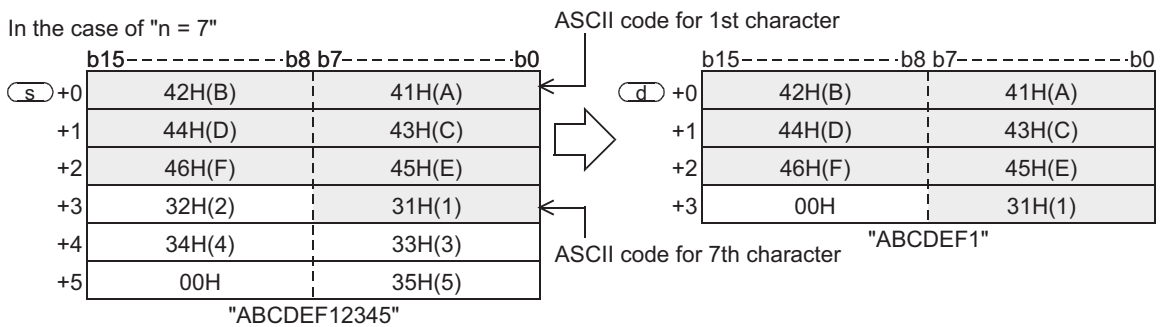 In the case of "n = 7"
ASCII code for 1st character
b15 b8 b7 b0
s +0 42H(B) 41H(A)
+1 44H(D) 43H(C)
+2 46H(F) 45H(E)
+3 32H(2) 31H(1)
+4 34H(4) 33H(3)
+5 00H 35H(5)
"ABCDEF12345"
ASCII code for 7th character
b15 b8 b7 b0
d +0 42H(B) 41H(A)
+1 44H(D) 43H(C)
+2 46H(F) 45H(E)
+3 00H 31H(1)
"ABCDEF1"